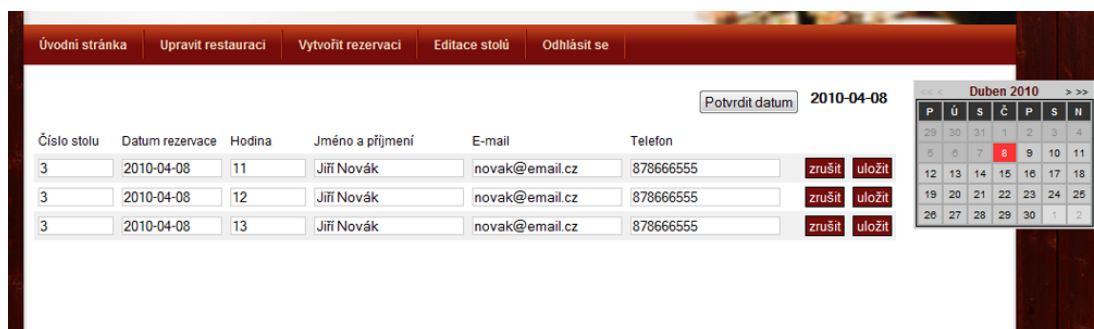 Úvodní stránka Upravit restauraci Vytvořit rezervaci Editace stolů Odhlásit se
Potvrdit datum 2010-04-08
<< < Duben 2010 > >>
P Ú S Č P S N
29 30 31 1 2 3 4
5 6 7 8 9 10 11
12 13 14 15 16 17 18
19 20 21 22 23 24 25
26 27 28 29 30 1 2
Číslo stolu Datum rezervace Hodina Jméno a příjmení E-mail Telefon
3 2010-04-08 11 Jiří Novák novak@email.cz 878666555 zrušit uložit
3 2010-04-08 12 Jiří Novák novak@email.cz 878666555 zrušit uložit
3 2010-04-08 13 Jiří Novák novak@email.cz 878666555 zrušit uložit